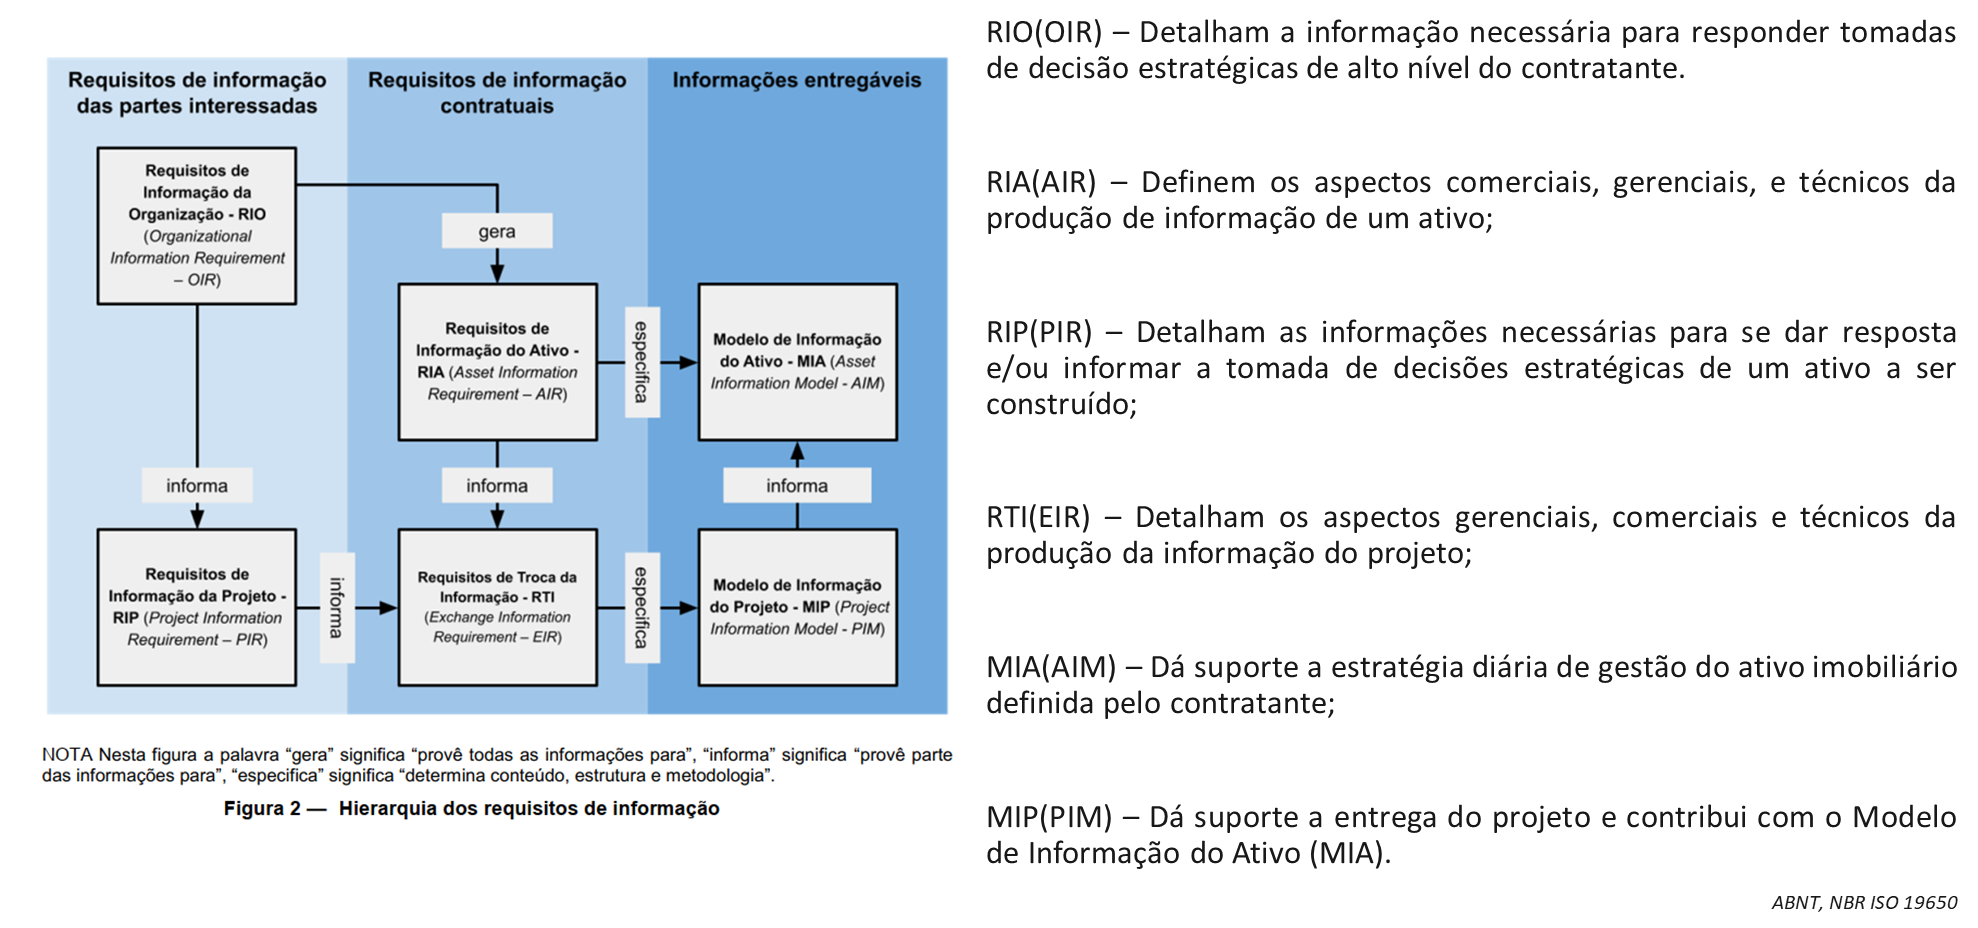 Requisitos de informação
das partes interessadas
Requisitos de informação
contratuais
Informações entregáveis
Requisitos de
Informação da
Organização - RIO
(Organizational
Information Requirement
– OIR)
gera
Requisitos de
Informação do Ativo -
RIA (Asset Information
Requirement – AIR)
especifica
Modelo de Informação
do Ativo - MIA (Asset
Information Model - AIM)
informa
informa
informa
Requisitos de
Informação da Projeto -
RIP (Project Information
Requirement – PIR)
informa
Requisitos de Troca da
Informação - RTI
(Exchange Information
Requirement – EIR)
especifica
Modelo de Informação
do Projeto - MIP (Project
Information Model - PIM)
NOTA Nesta figura a palavra “gera” significa “provê todas as informações para”, “informa” significa “provê parte
das informações para”, “especifica” significa “determina conteúdo, estrutura e metodologia”.
Figura 2 — Hierarquia dos requisitos de informação
RIO(OIR) – Detalham a informação necessária para responder tomadas
de decisão estratégicas de alto nível do contratante.
RIA(AIR) – Definem os aspectos comerciais, gerenciais, e técnicos da
produção de informação de um ativo;
RIP(PIR) – Detalham as informações necessárias para se dar resposta
e/ou informar a tomada de decisões estratégicas de um ativo a ser
construído;
RTI(EIR) – Detalham os aspectos gerenciais, comerciais e técnicos da
produção da informação do projeto;
MIA(AIM) – Dá suporte a estratégia diária de gestão do ativo imobiliário
definida pelo contratante;
MIP(PIM) – Dá suporte a entrega do projeto e contribui com o Modelo
de Informação do Ativo (MIA).
ABNT, NBR ISO 19650